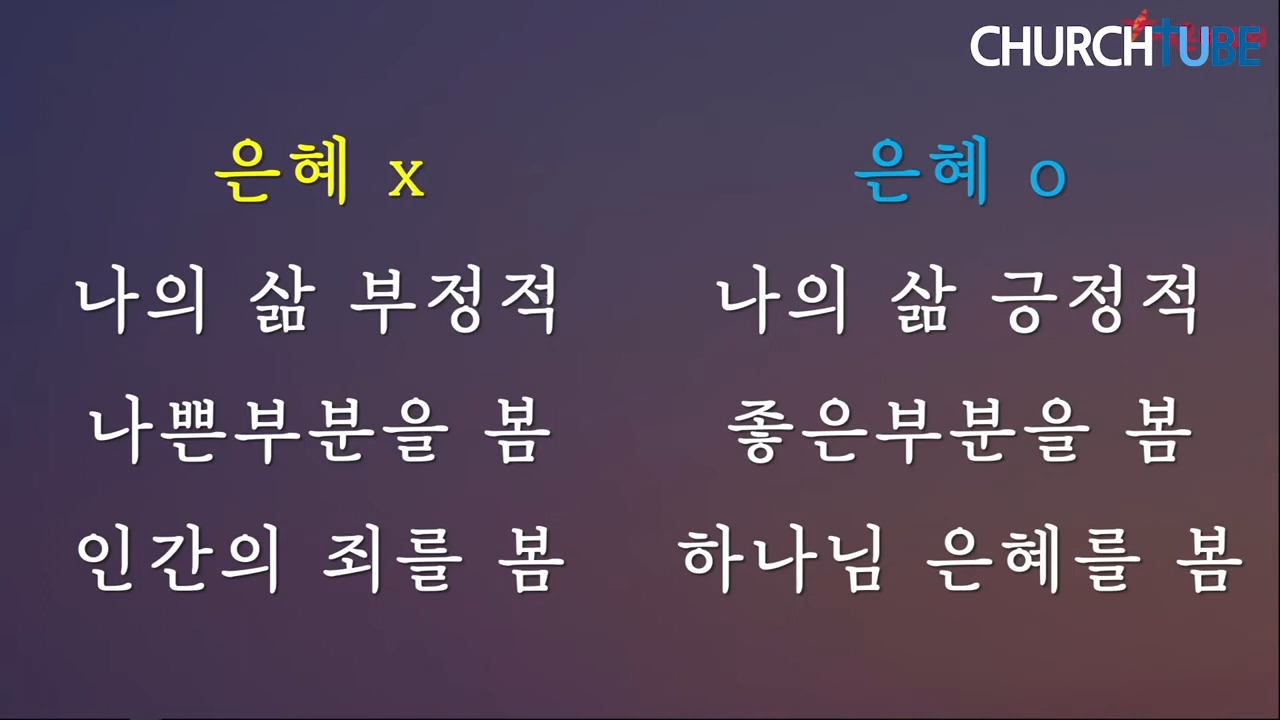 CHURCHTUBE
은혜 x
나의 삶 부정적
나쁜부분을 봄
인간의 죄를 봄
은혜 o
나의 삶 긍정적
좋은부분을 봄
하나님 은혜를 봄